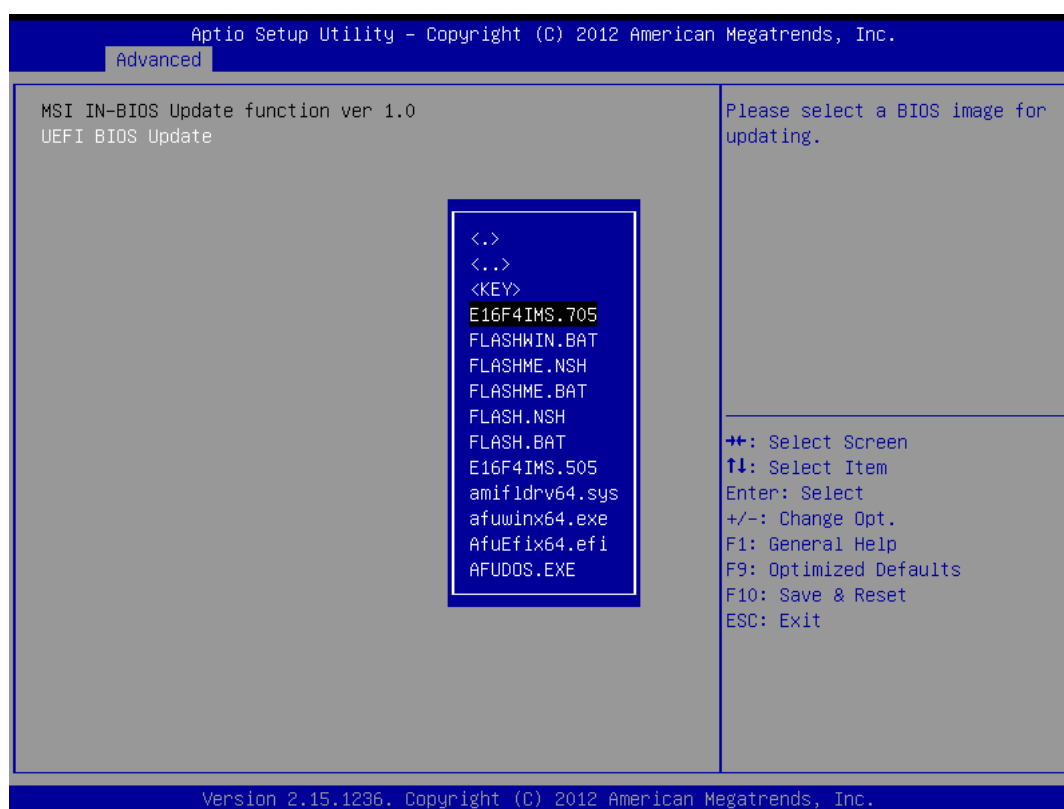 Aptio Setup Utility – Copyright (C) 2012 American Megatrends, Inc.
Advanced
MSI IN-BIOS Update function ver 1.0
UEFI BIOS Update
Please select a BIOS image for
updating.
<.>
<..>
<KEY>
E16F4IMS.705
FLASHWIN.BAT
FLASHME.NSH
FLASHME.BAT
FLASH.NSH
FLASH.BAT
E16F4IMS.505
amifldrv64.sys
afuwinx64.exe
AfuEfix64.efi
AFUDOS.EXE
→←: Select Screen
↑↓: Select Item
Enter: Select
+/-: Change Opt.
F1: General Help
F9: Optimized Defaults
F10: Save & Reset
ESC: Exit
Version 2.15.1236. Copyright (C) 2012 American Megatrends, Inc.